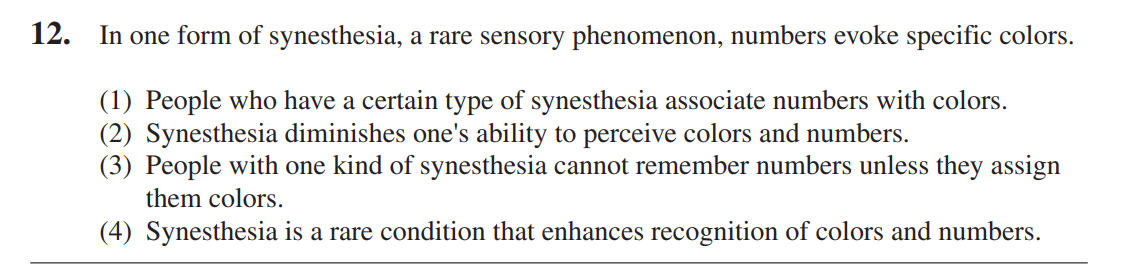 12. In one form of synesthesia, a rare sensory phenomenon, numbers evoke specific colors.
(1) People who have a certain type of synesthesia associate numbers with colors.
(2) Synesthesia diminishes one's ability to perceive colors and numbers.
(3) People with one kind of synesthesia cannot remember numbers unless they assign
them colors.
(4) Synesthesia is a rare condition that enhances recognition of colors and numbers.